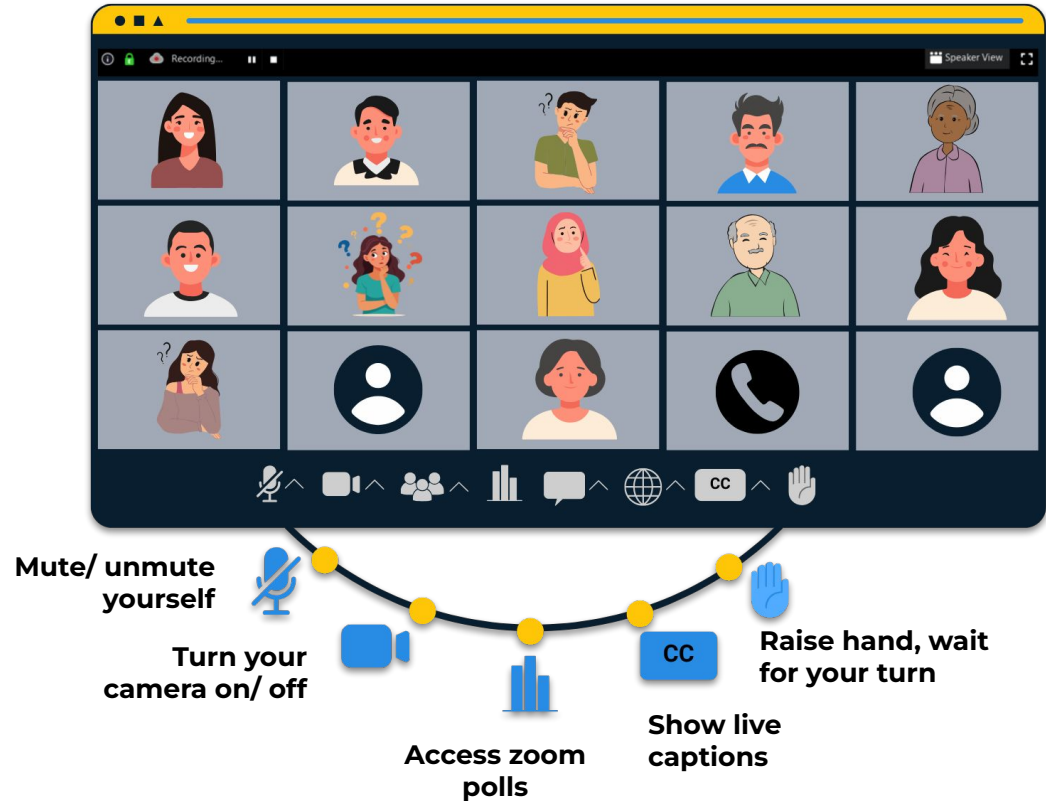 Recording...
Speaker View
? ?
? ? ? ?
? ?
CC
Mute/ unmute
yourself
Turn your
camera on/ off
Access zoom
polls
CC
Show live
captions
Raise hand, wait
for your turn